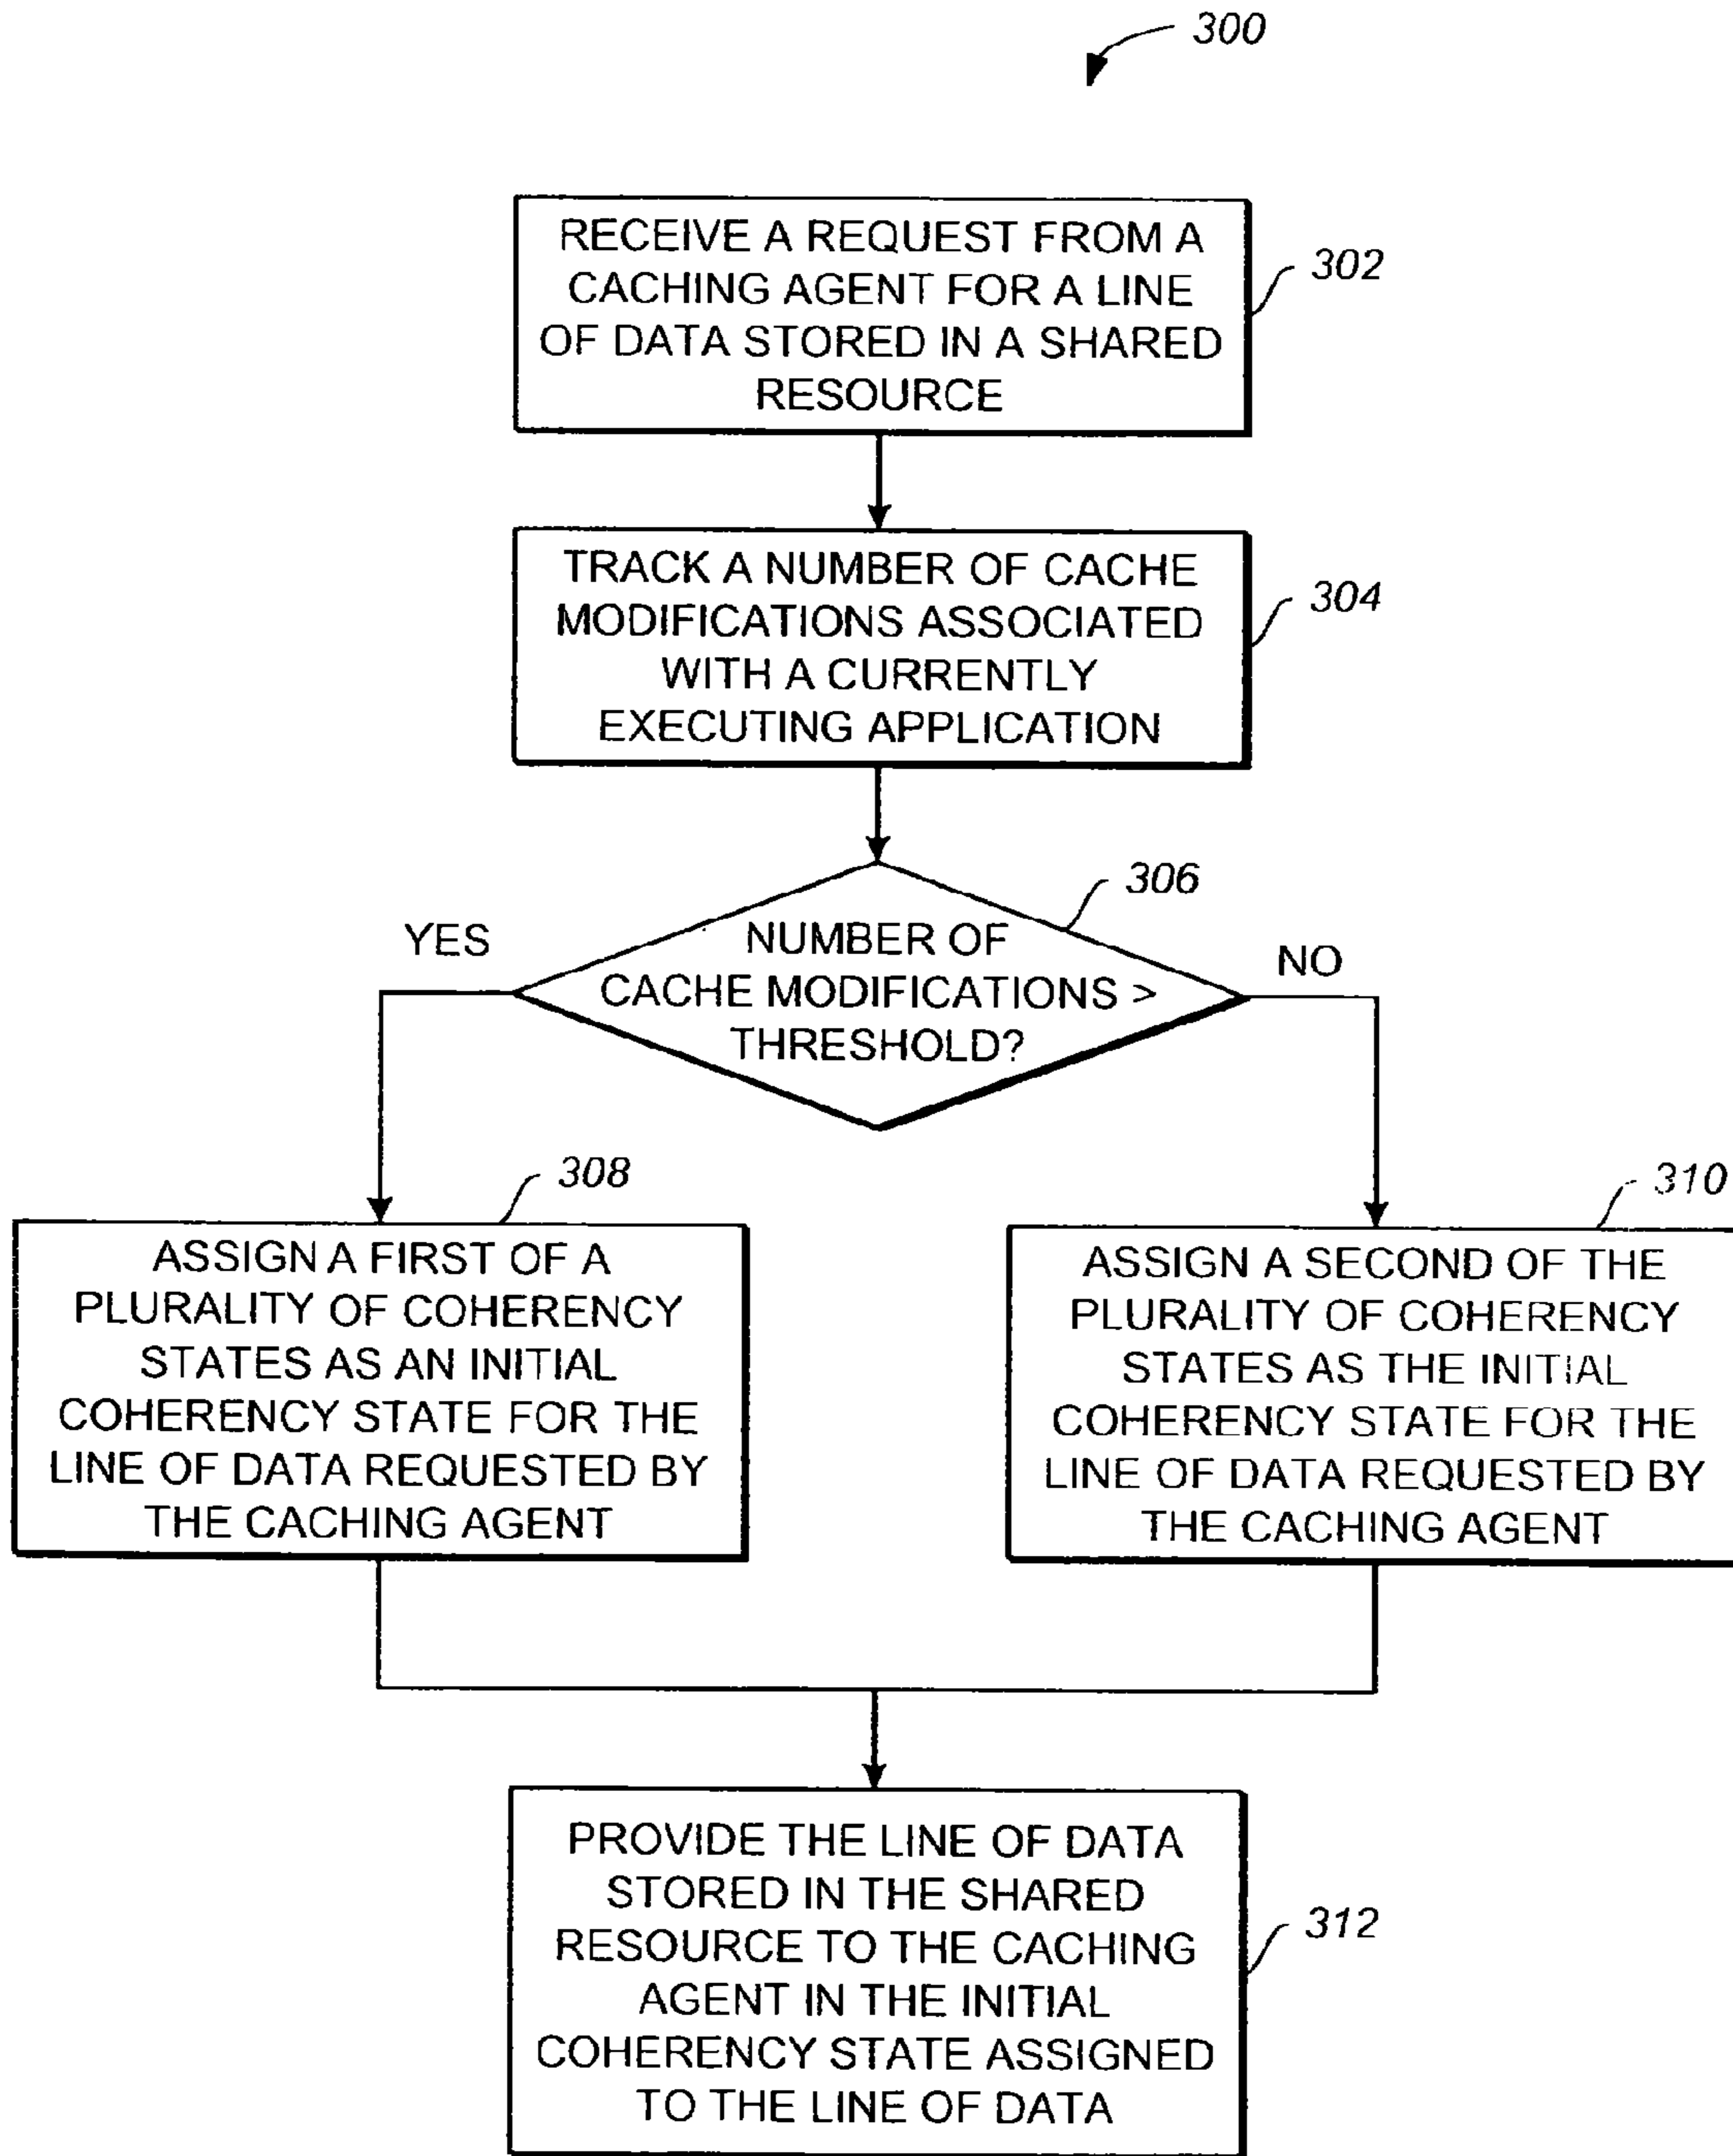 300
RECEIVE A REQUEST FROM A
CACHING AGENT FOR A LINE
OF DATA STORED IN A SHARED
RESOURCE
302
TRACK A NUMBER OF CACHE
MODIFICATIONS ASSOCIATED
WITH A CURRENTLY
EXECUTING APPLICATION
304
306
YES
NUMBER OF
CACHE MODIFICATIONS >
THRESHOLD?
NO
308
ASSIGN A FIRST OF A
PLURALITY OF COHERENCY
STATES AS AN INITIAL
COHERENCY STATE FOR THE
LINE OF DATA REQUESTED BY
THE CACHING AGENT
310
ASSIGN A SECOND OF THE
PLURALITY OF COHERENCY
STATES AS THE INITIAL
COHERENCY STATE FOR THE
LINE OF DATA REQUESTED BY
THE CACHING AGENT
PROVIDE THE LINE OF DATA
STORED IN THE SHARED
RESOURCE TO THE CACHING
AGENT IN THE INITIAL
COHERENCY STATE ASSIGNED
TO THE LINE OF DATA
312